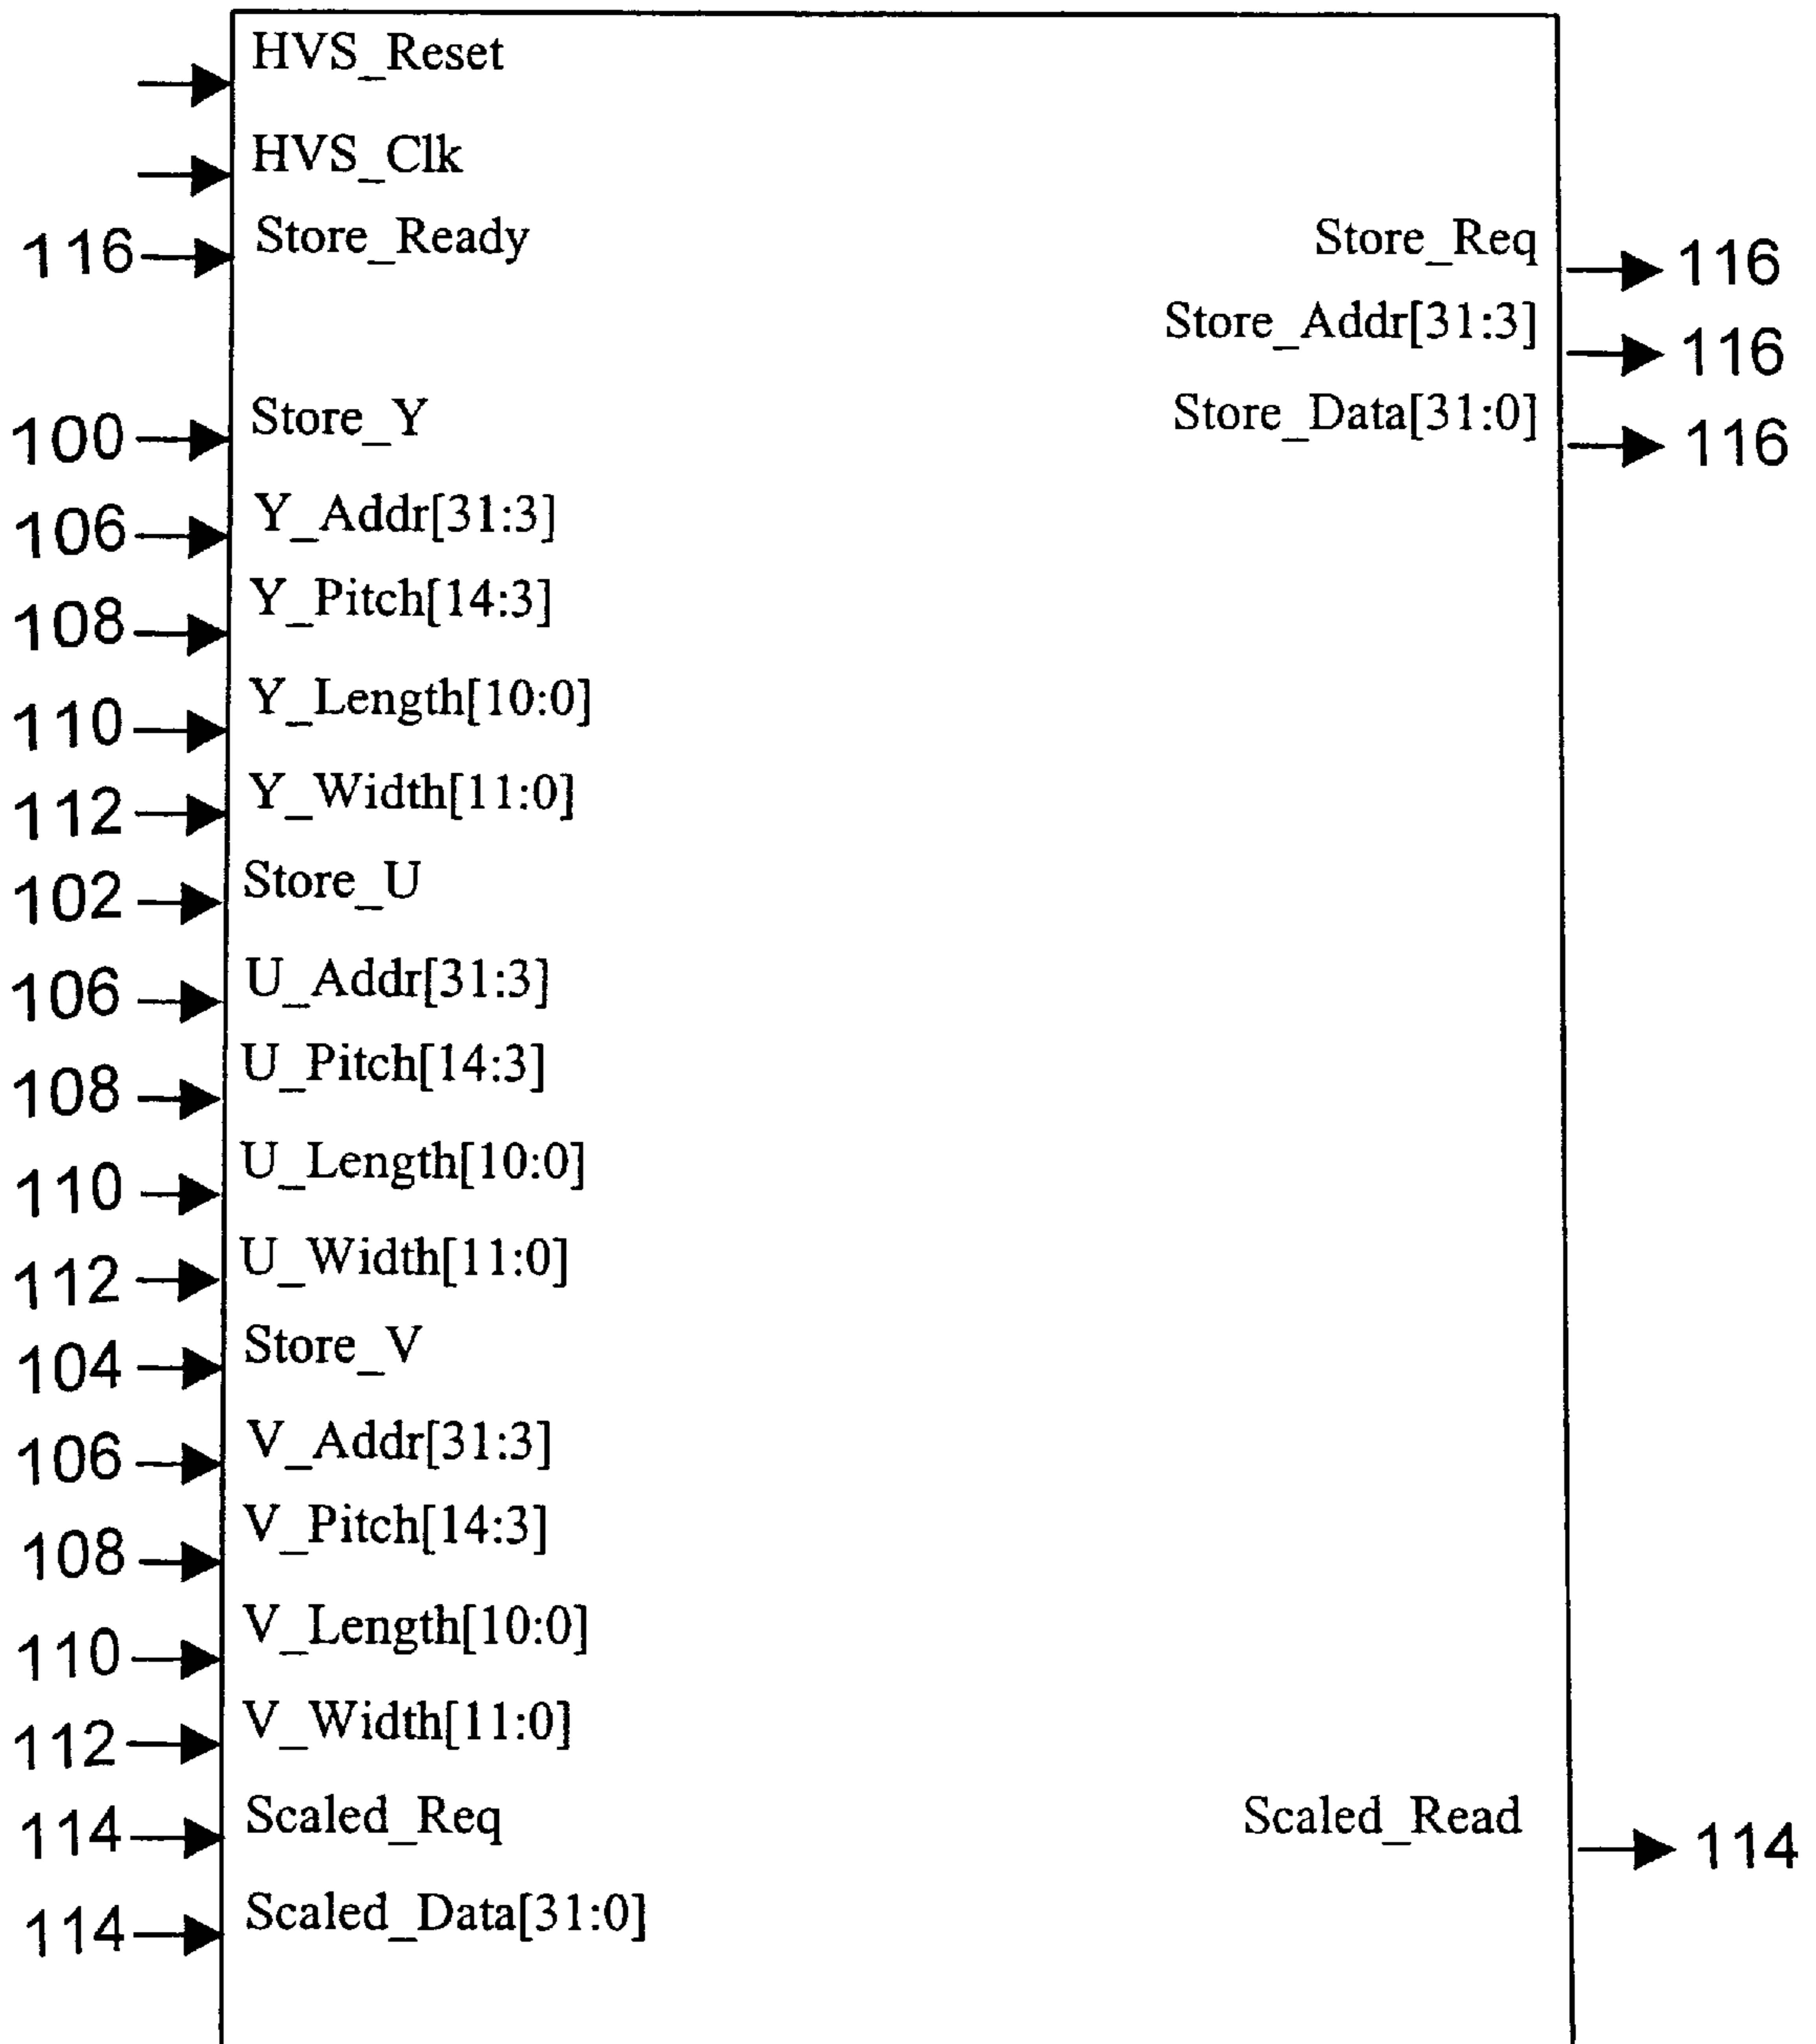 HVS_Reset
HVS_Clk
116 Store_Ready Store_Req 116
Store_Addr[31:3] 116
100 Store_Y Store_Data[31:0] 116
106 Y_Addr[31:3]
108 Y_Pitch[14:3]
110 Y_Length[10:0]
112 Y_Width[11:0]
102 Store_U
106 U_Addr[31:3]
108 U_Pitch[14:3]
110 U_Length[10:0]
112 U_Width[11:0]
104 Store_V
106 V_Addr[31:3]
108 V_Pitch[14:3]
110 V_Length[10:0]
112 V_Width[11:0]
114 Scaled_Req Scaled_Read 114
114 Scaled_Data[31:0]